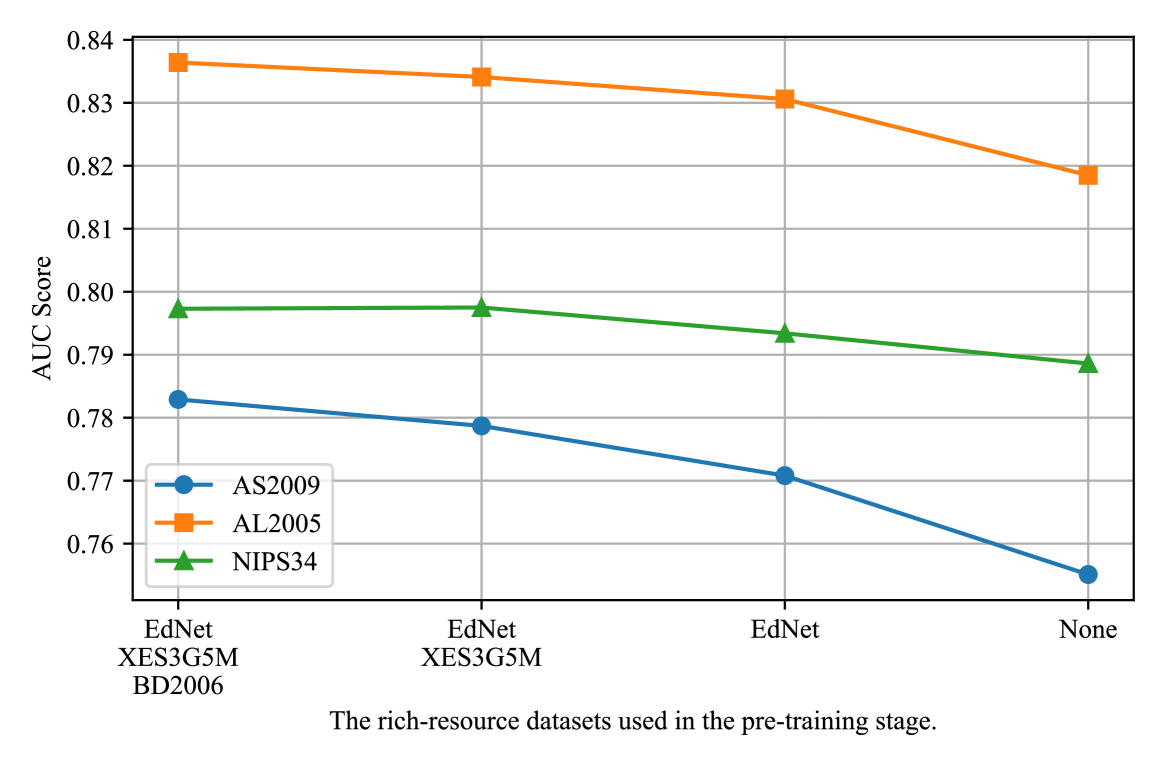 0.84
0.83
0.82
0.81
0.80
0.79
0.78
0.77
0.76
AUC Score
AS2009
AL2005
NIPS34
EdNet
XES3G5M
BD2006
EdNet
XES3G5M
EdNet
None
The rich-resource datasets used in the pre-training stage.